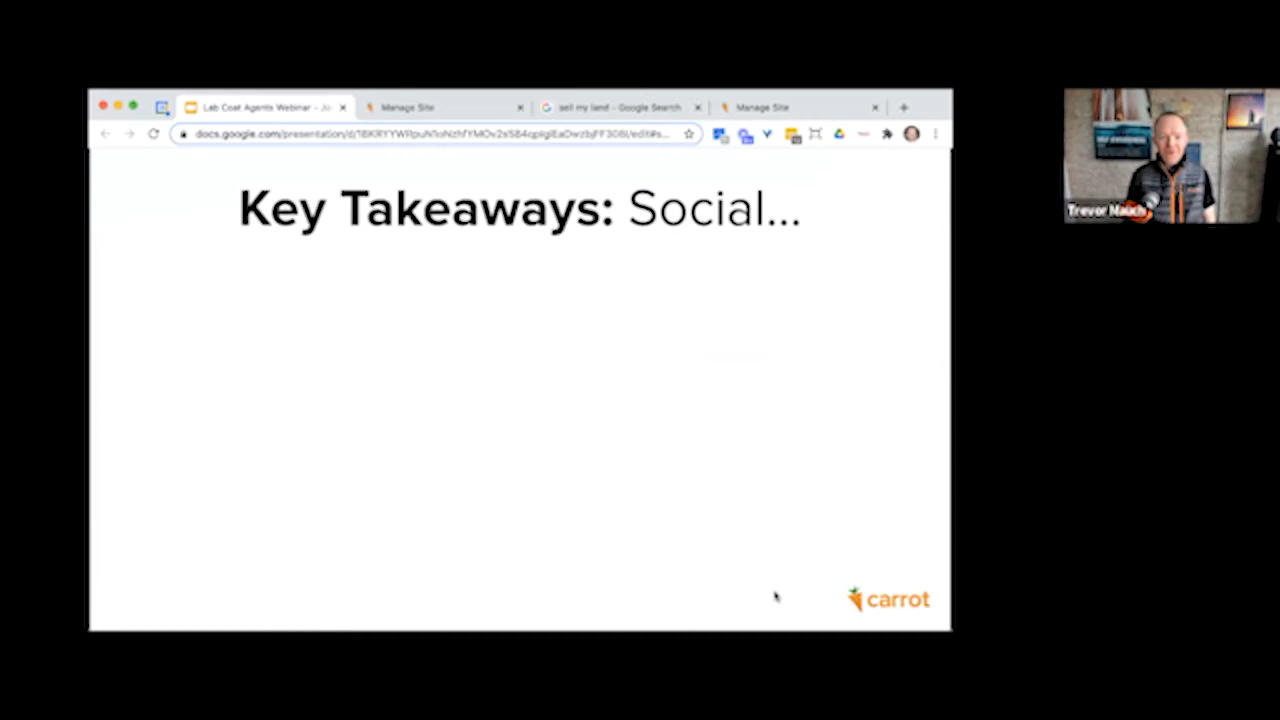 Lab Coat Agents Webinar - Jo
Manage Site
sell my land - Google Search
Manage Site
Key Takeaways: Social...
carrot
Trevor Mauch